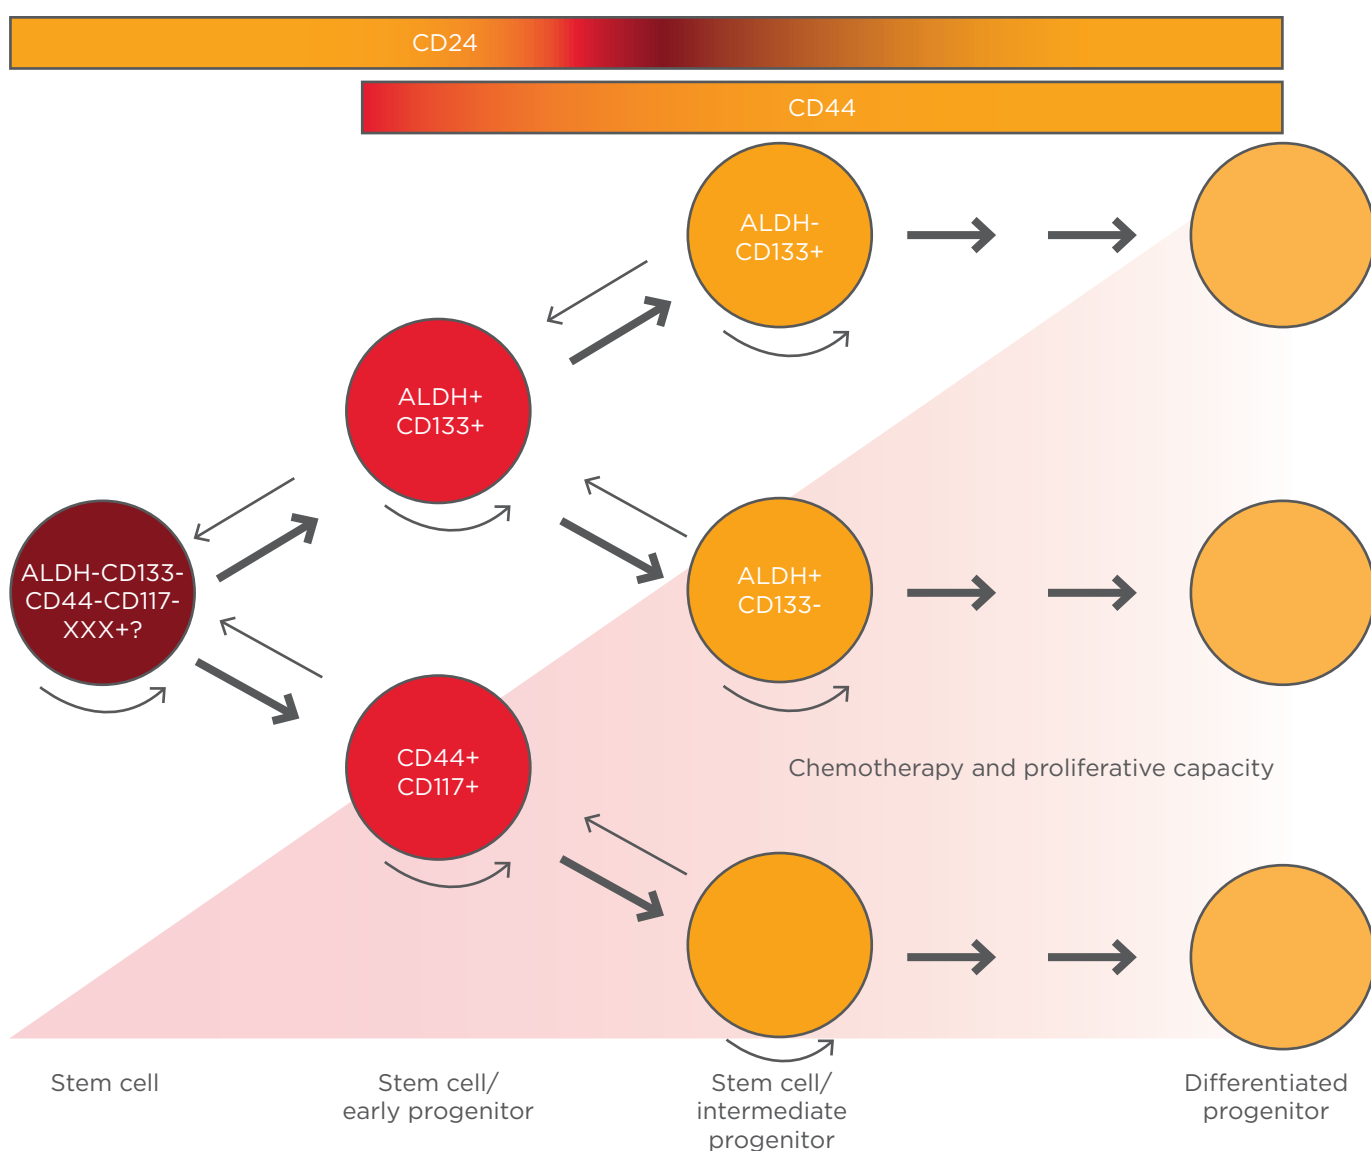 CD24
CD44
ALDH-
CD133+
ALDH+
CD133+
ALDH-CD133-
CD44-CD117-
XXX+?
ALDH+
CD133-
CD44+
CD117+
Chemotherapy and proliferative capacity
Stem cell
Stem cell/
early progenitor
Stem cell/
intermediate
progenitor
Differentiated
progenitor